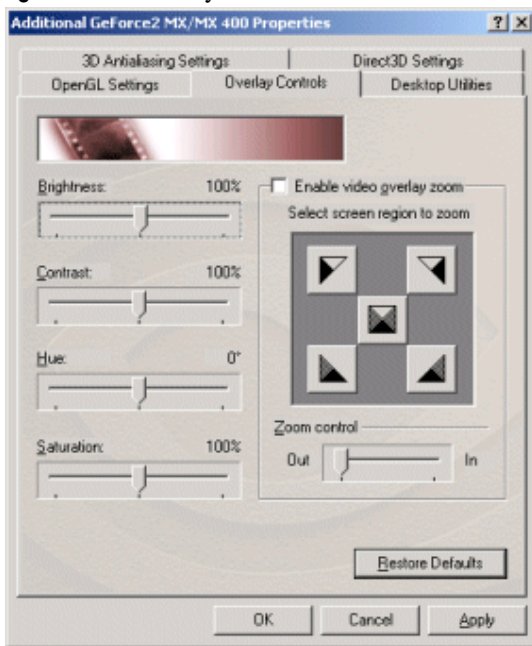 Additional GeForce2 MX/MX 400 Properties
3D Antialiasing Settings
Direct3D Settings
OpenGL Settings
Overlay Controls
Desktop Utilities
Brightness: 100%
Contrast: 100%
Hue: 0°
Saturation: 100%
Enable video overlay zoom
Select screen region to zoom
Zoom control
Out
In
Restore Defaults
OK
Cancel
Apply